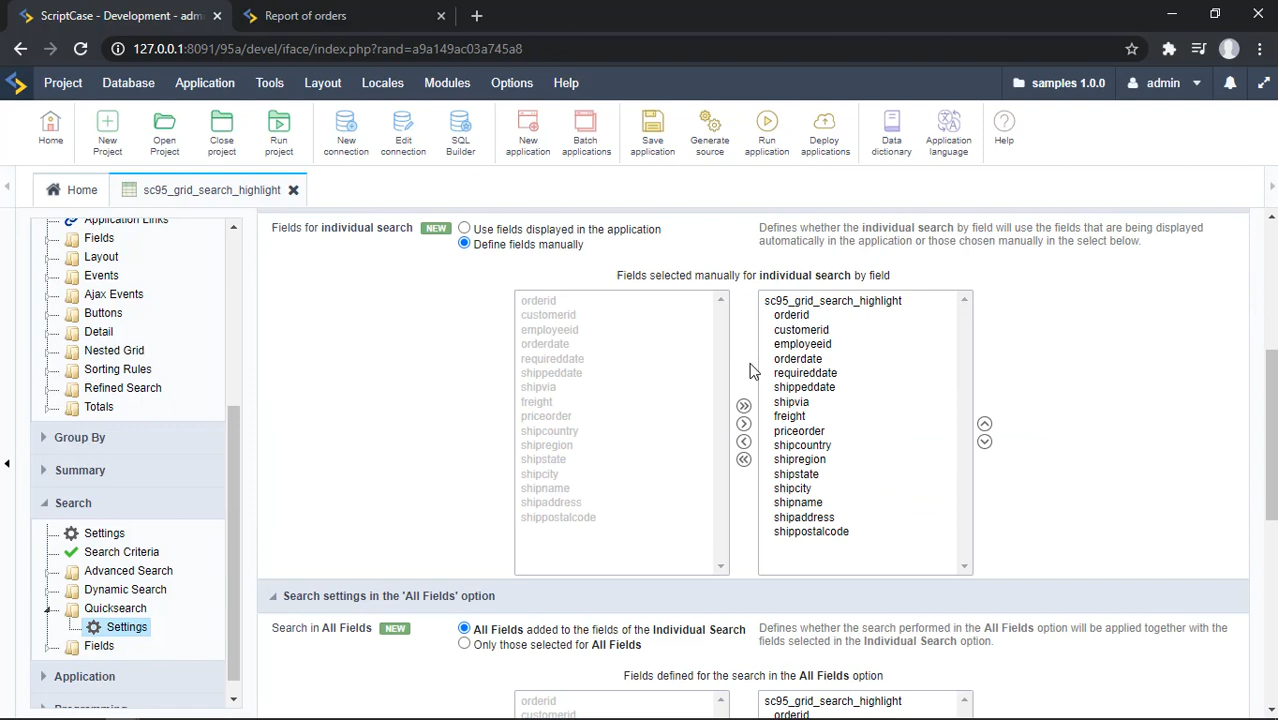 ScriptCase - Development - adm
Report of orders
127.0.0.1:8091/95a/devel/iface/index.php?rand=a9a149ac03a745a8
Project Database Application Tools Layout Locales Modules Options Help
samples 1.0.0 admin
Home
New Project
Open Project
Close project
Run project
New connection
Edit connection
SQL Builder
New application
Batch applications
Save application
Generate source
Run application
Deploy applications
Data dictionary
Application language
Help
Home
sc95_grid_search_highlight
Application Links
Fields
Layout
Events
Ajax Events
Buttons
Detail
Nested Grid
Sorting Rules
Refined Search
Totals
Group By
Summary
Search
Settings
Search Criteria
Advanced Search
Dynamic Search
Quicksearch
Settings
Fields
Application
Programming
Fields for individual search NEW
Use fields displayed in the application
Define fields manually
Defines whether the individual search by field will use the fields that are being displayed
automatically in the application or those chosen manually in the select below.
Fields selected manually for individual search by field
orderid
customerid
employeeid
orderdate
requireddate
shippeddate
shipvia
freight
priceorder
shipcountry
shipregion
shipstate
shipcity
shipname
shipaddress
shippostalcode
sc95_grid_search_highlight
orderid
customerid
employeeid
orderdate
requireddate
shippeddate
shipvia
freight
priceorder
shipcountry
shipregion
shipstate
shipcity
shipname
shipaddress
shippostalcode
Search settings in the 'All Fields' option
Search in All Fields NEW
All Fields added to the fields of the Individual Search
Only those selected for All Fields
Defines whether the search performed in the All Fields option will be applied together with the
fields selected in the Individual Search option.
Fields defined for the search in the All Fields option
orderid
customerid
sc95_grid_search_highlight
orderid